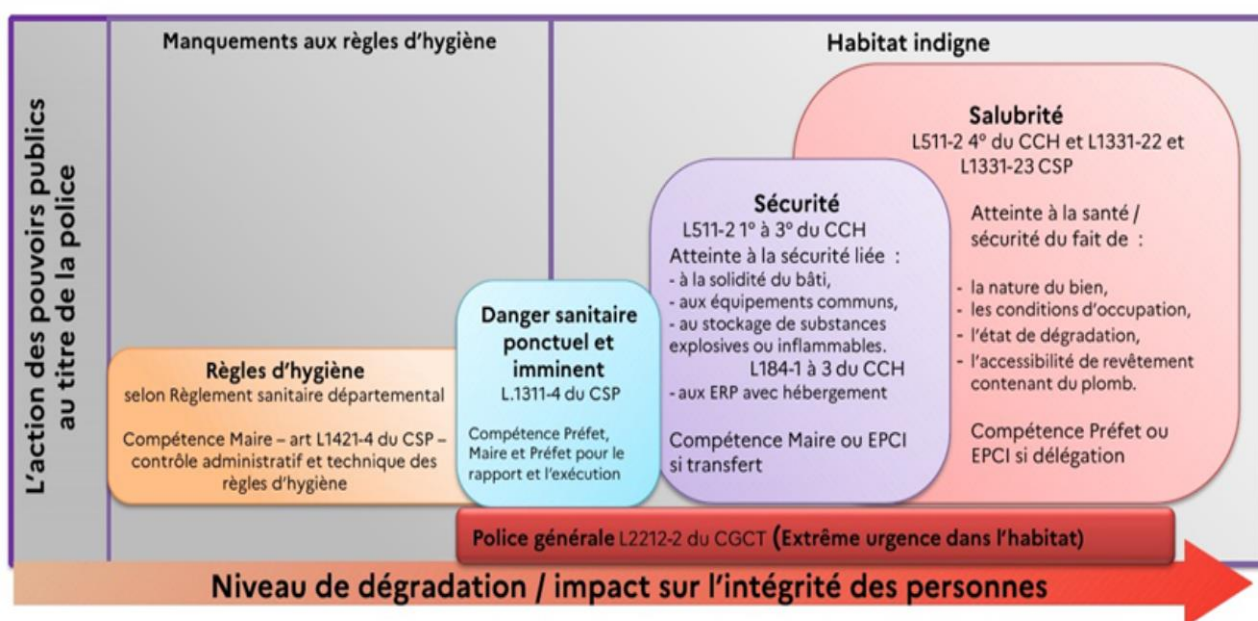 L'action des pouvoirs publics
au titre de la police
Manquements aux règles d'hygiène
Habitat indigne
Règles d'hygiène
selon Règlement sanitaire départemental
Compétence Maire – art L1421-4 du CSP –
contrôle administratif et technique des
règles d'hygiène
Danger sanitaire
ponctuel et
imminent
L.1311-4 du CSP
Compétence Préfet,
Maire et Préfet pour le
rapport et l'exécution
Sécurité
L511-2 1° à 3° du CCH
Atteinte à la sécurité liée :
- à la solidité du bâti,
- aux équipements communs,
- au stockage de substances
explosives ou inflammables.
L184-1 à 3 du CCH
- aux ERP avec hébergement
Compétence Maire ou EPCI
si transfert
Salubrité
L511-2 4° du CCH et L1331-22 et
L1331-23 CSP
Atteinte à la santé /
sécurité du fait de :
- la nature du bien,
- les conditions d'occupation,
- l'état de dégradation,
- l'accessibilité de revêtement
contenant du plomb.
Compétence Préfet ou
EPCI si délégation
Police générale L2212-2 du CGCT (Extrême urgence dans l'habitat)
Niveau de dégradation / impact sur l'intégrité des personnes